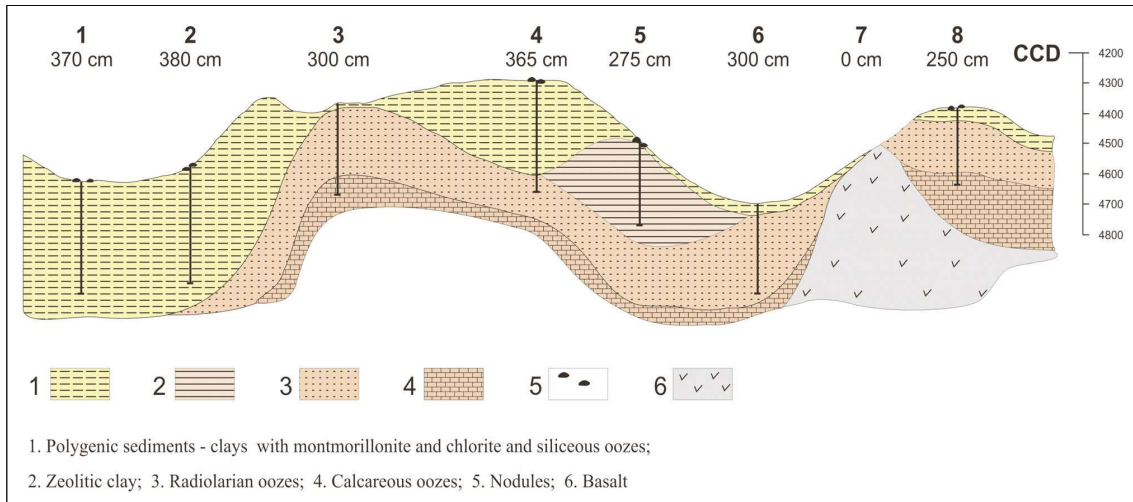 1 2 3 4 5 6 7 8
370 cm 380 cm 300 cm 365 cm 275 cm 300 cm 0 cm 250 cm CCD
4200
4300
4400
4500
4600
4700
4800
1 2 3 4 5 6
1. Polygenic sediments - clays with montmorillonite and chlorite and siliceous oozes;
2. Zeolitic clay; 3. Radiolarian oozes; 4. Calcareous oozes; 5. Nodules; 6. Basalt